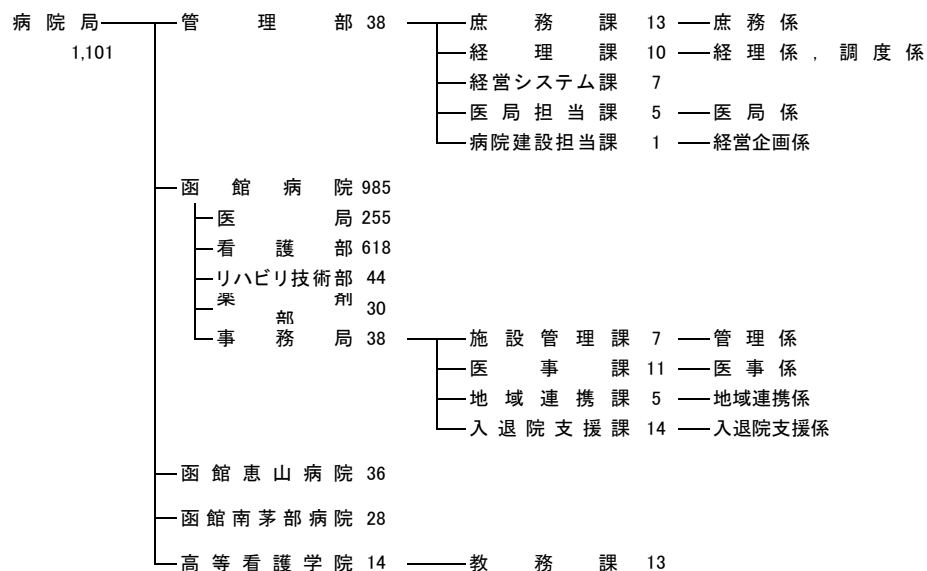 病院局 管理部 38 庶務課 13 庶務係
1,101 経理課 10 経理係，調度係
経営システム課 7
医局担当課 5 医局係
病院建設担当課 1 経営企画係
函館病院 985
医局 255
看護部 618
リハビリ技術部 44
薬剤部 30
事務局 38 施設管理課 7 管理係
医事課 11 医事係
地域連携課 5 地域連携係
入退院支援課 14 入退院支援係
函館恵山病院 36
函館南茅部病院 28
高等看護学院 14 教務課 13